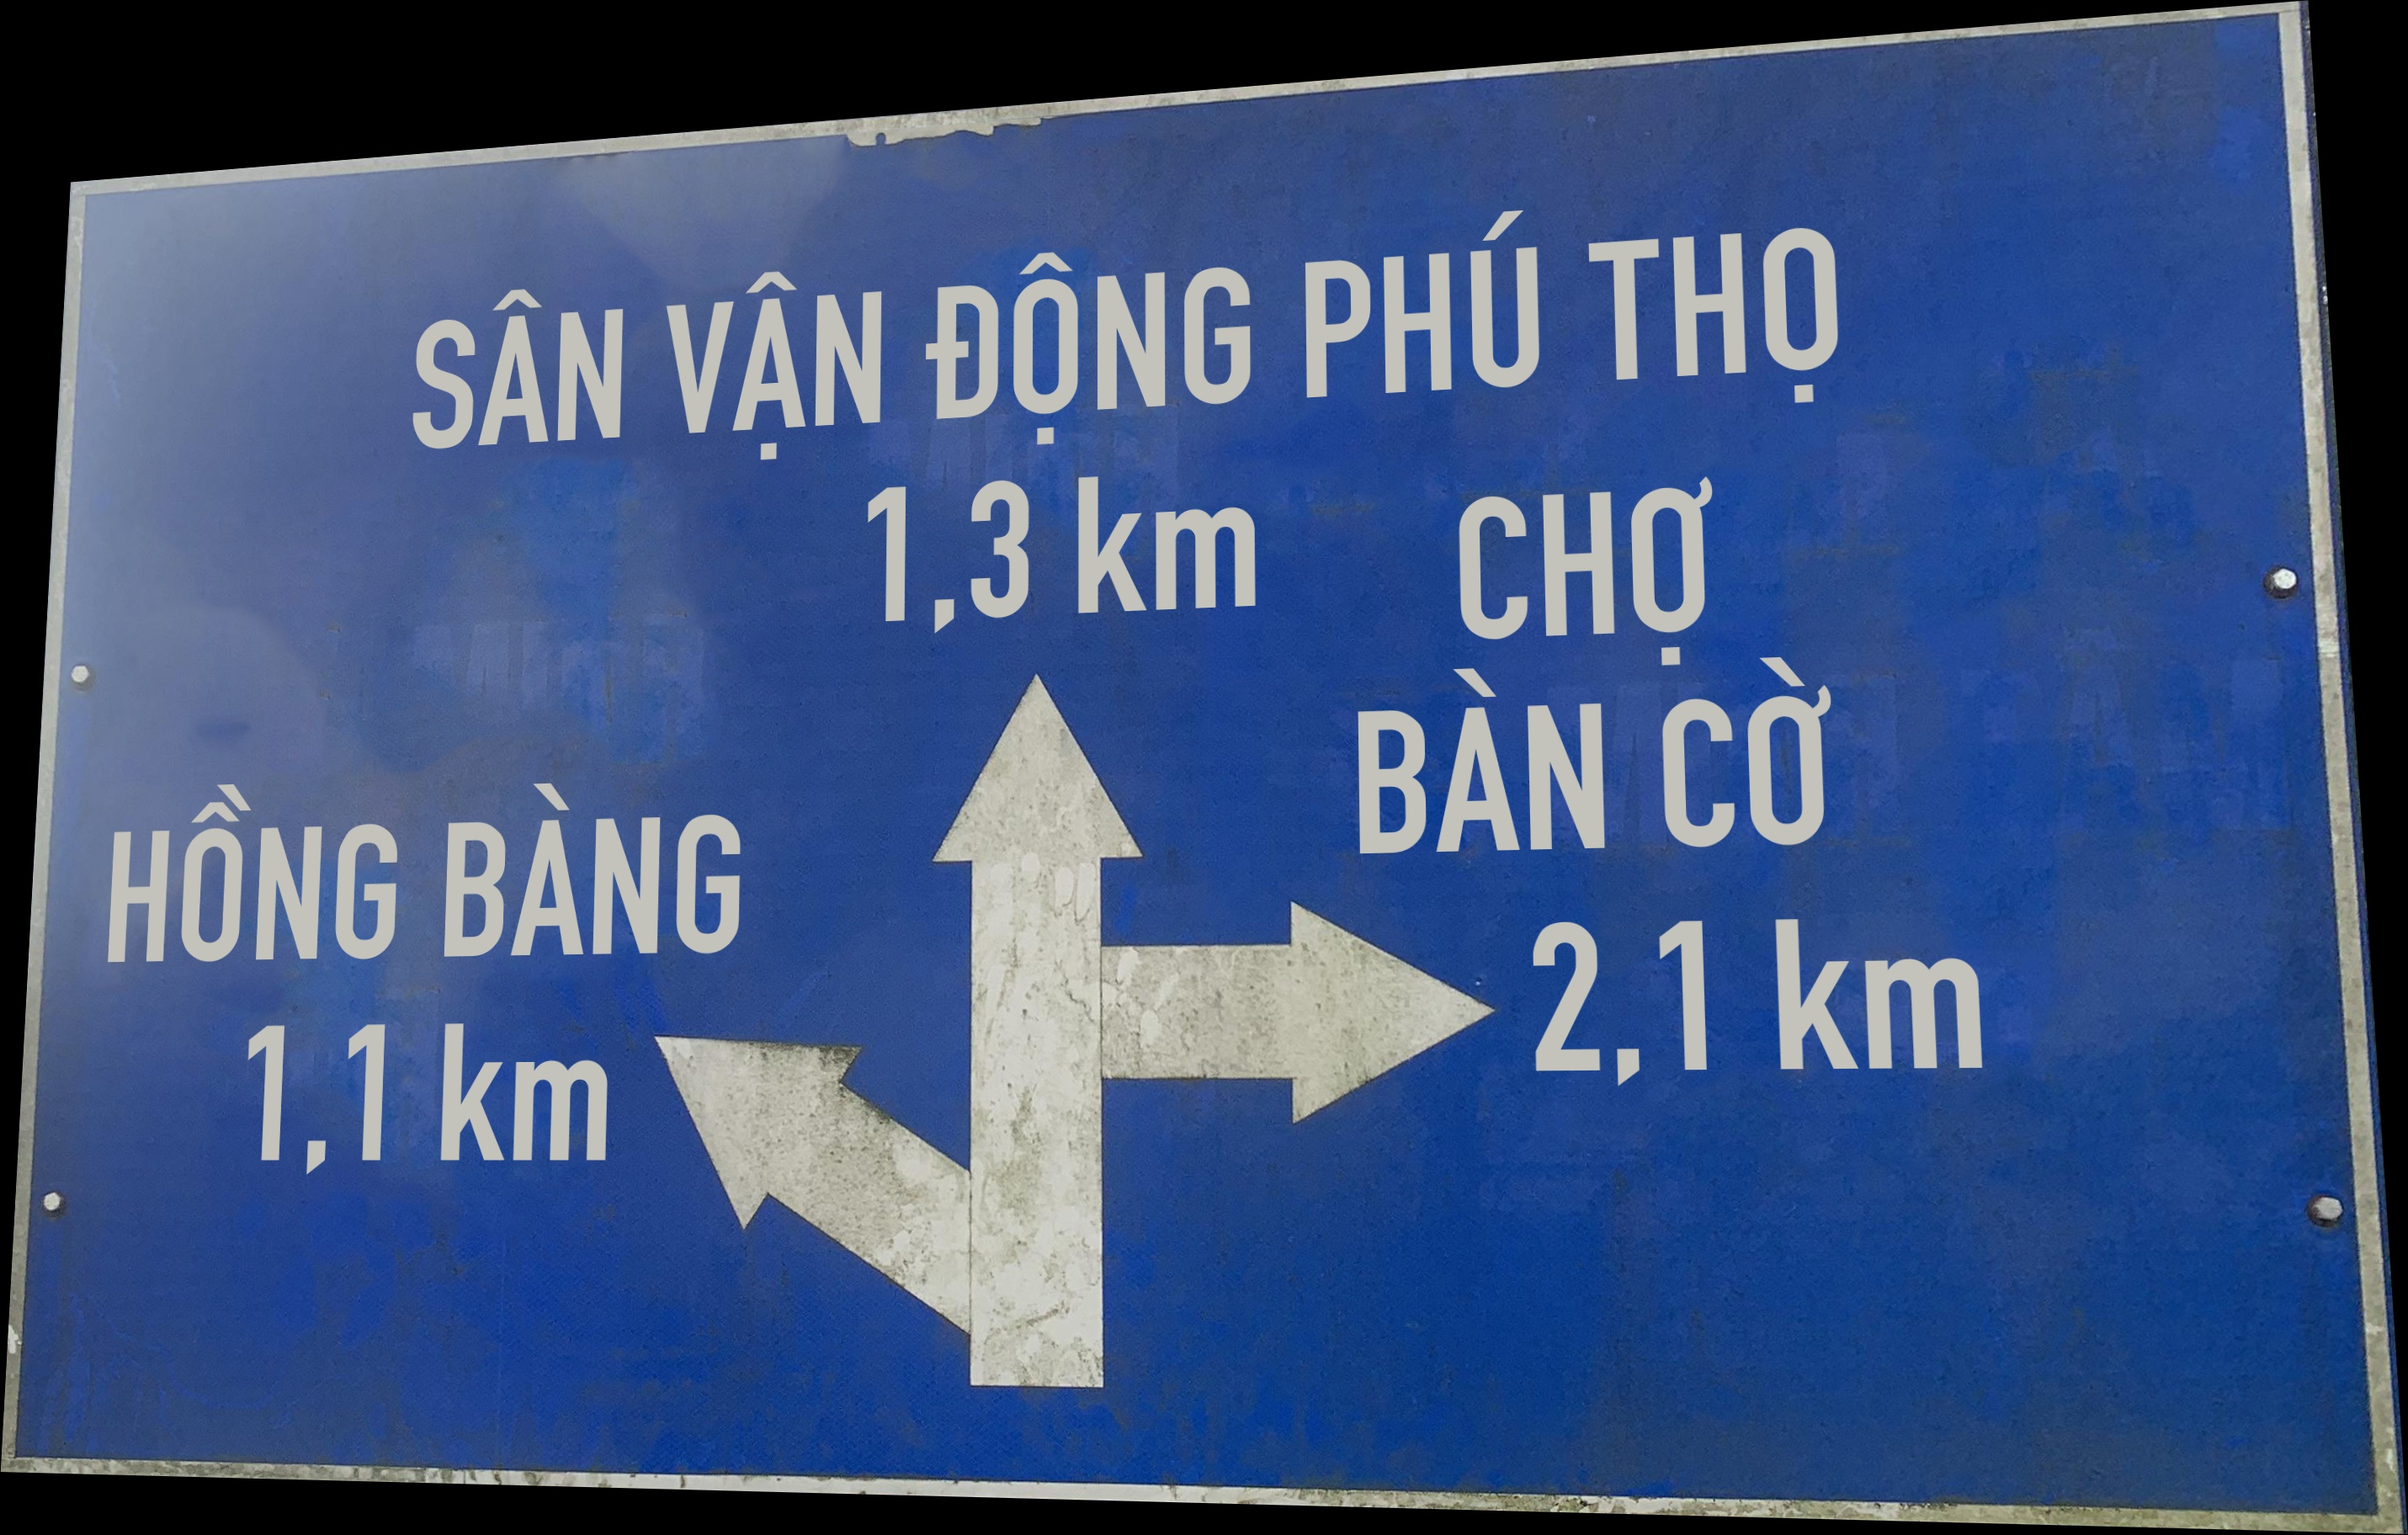 SÂN VẬN ĐỘNG PHÚ THỌ
1,3 km
CHỢ
BÀN CỜ
2,1 km
HỒNG BÀNG
1,1 km